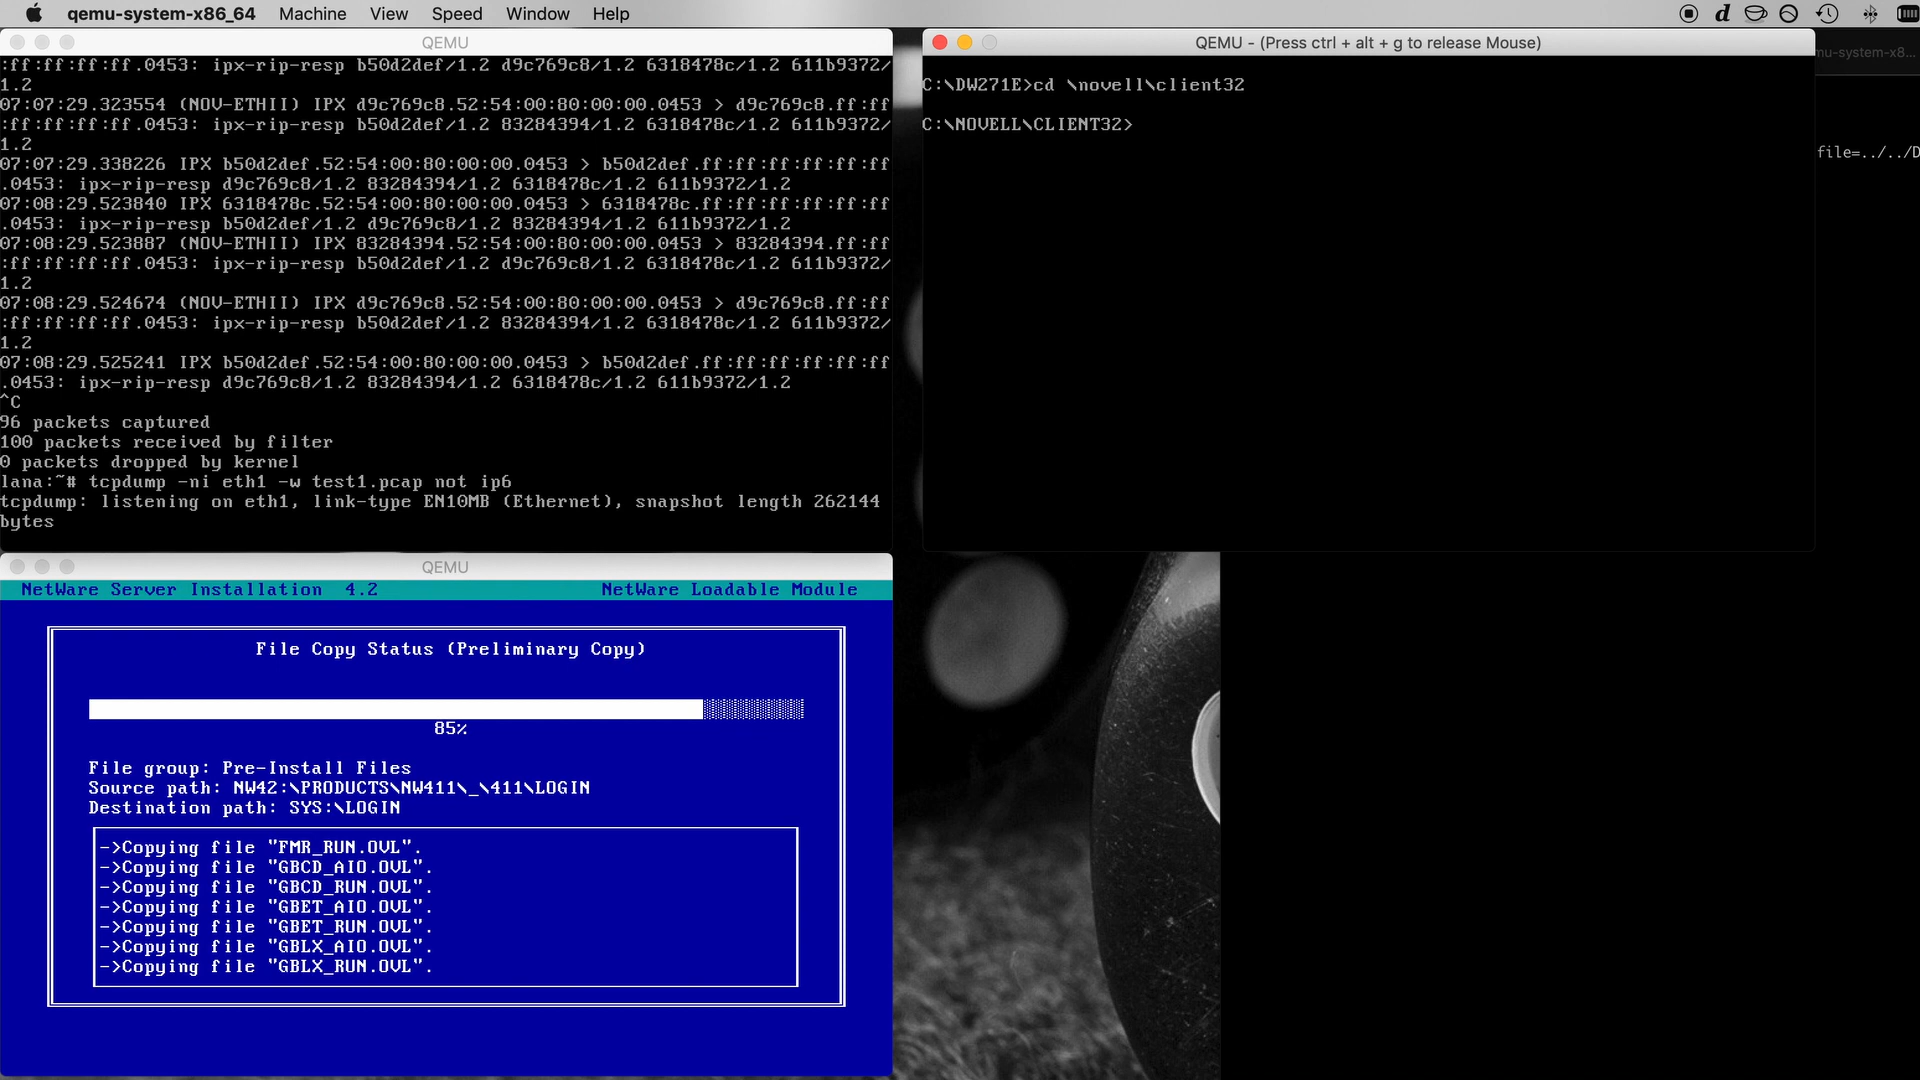 qemu-system-x86_64 Machine View Speed Window Help
QEMU
:ff:ff:ff:ff.0453: ipx-rip-resp b50d2def/1.2 d9c769c8/1.2 6318478c/1.2 611b9372/
1.2
07:07:29.323554 (NOV-ETHII) IPX d9c769c8.52:54:00:80:00:00.0453 > d9c769c8.ff:ff
:ff:ff:ff:ff.0453: ipx-rip-resp b50d2def/1.2 83284394/1.2 6318478c/1.2 611b9372/
1.2
07:07:29.338226 IPX b50d2def.52:54:00:80:00:00.0453 > b50d2def.ff:ff:ff:ff:ff:ff
.0453: ipx-rip-resp d9c769c8/1.2 83284394/1.2 6318478c/1.2 611b9372/1.2
07:08:29.523840 IPX 6318478c.52:54:00:80:00:00.0453 > 6318478c.ff:ff:ff:ff:ff:ff
.0453: ipx-rip-resp b50d2def/1.2 d9c769c8/1.2 83284394/1.2 611b9372/1.2
07:08:29.523887 (NOV-ETHII) IPX 83284394.52:54:00:80:00:00.0453 > 83284394.ff:ff
:ff:ff:ff:ff.0453: ipx-rip-resp b50d2def/1.2 d9c769c8/1.2 6318478c/1.2 611b9372/
1.2
07:08:29.524674 (NOV-ETHII) IPX d9c769c8.52:54:00:80:00:00.0453 > d9c769c8.ff:ff
:ff:ff:ff:ff.0453: ipx-rip-resp b50d2def/1.2 83284394/1.2 6318478c/1.2 611b9372/
1.2
07:08:29.525241 IPX b50d2def.52:54:00:80:00:00.0453 > b50d2def.ff:ff:ff:ff:ff:ff
.0453: ipx-rip-resp d9c769c8/1.2 83284394/1.2 6318478c/1.2 611b9372/1.2
^C
96 packets captured
100 packets received by filter
0 packets dropped by kernel
lana:~# tcpdump -ni eth1 -w test1.pcap not ip6
tcpdump: listening on eth1, link-type EN10MB (Ethernet), snapshot length 262144
bytes
QEMU - (Press ctrl + alt + g to release Mouse)
C:\DW271E>cd \novell\client32
C:\NOVELL\CLIENT32>
mu-system-x8...
file=../../D
QEMU
NetWare Server Installation 4.2 NetWare Loadable Module
File Copy Status (Preliminary Copy)
85%
File group: Pre-Install Files
Source path: NW42:\PRODUCTS\NW411\_\411\LOGIN
Destination path: SYS:\LOGIN
->Copying file "FMR_RUN.OVL".
->Copying file "GBCD_AIO.OVL".
->Copying file "GBCD_RUN.OVL".
->Copying file "GBET_AIO.OVL".
->Copying file "GBET_RUN.OVL".
->Copying file "GBLX_AIO.OVL".
->Copying file "GBLX_RUN.OVL".